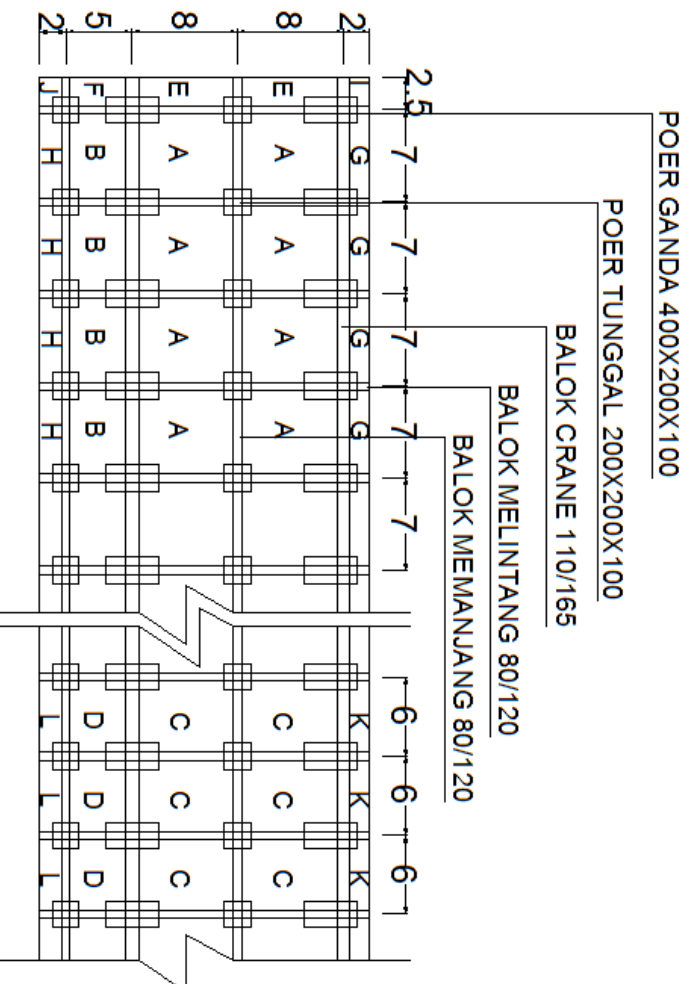 POER GANDA 400X200X100
POER TUNGGAL 200X200X100
BALOK CRANE 110/165
BALOK MELINTANG 80/120
BALOK MEMANJANG 80/120
2.5 7 7 7 7 7 6 6 6
2 I G G G G K K K
8 E A A A A C C C
8 E A A A A C C C
5 F B B B B D D D
2 J H H H H L L L